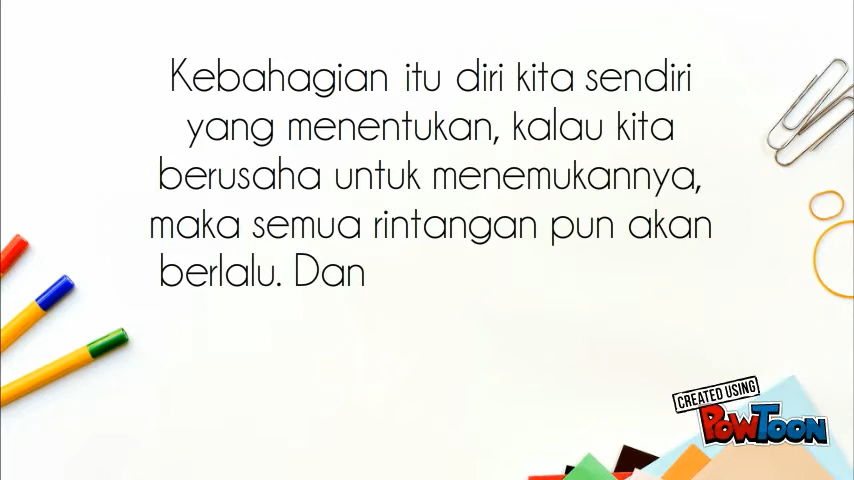 Kebahagian itu diri kita sendiri
yang menentukan, kalau kita
berusaha untuk menemukannya,
maka semua rintangan pun akan
berlalu. Dan
CREATED USING
POWTOON